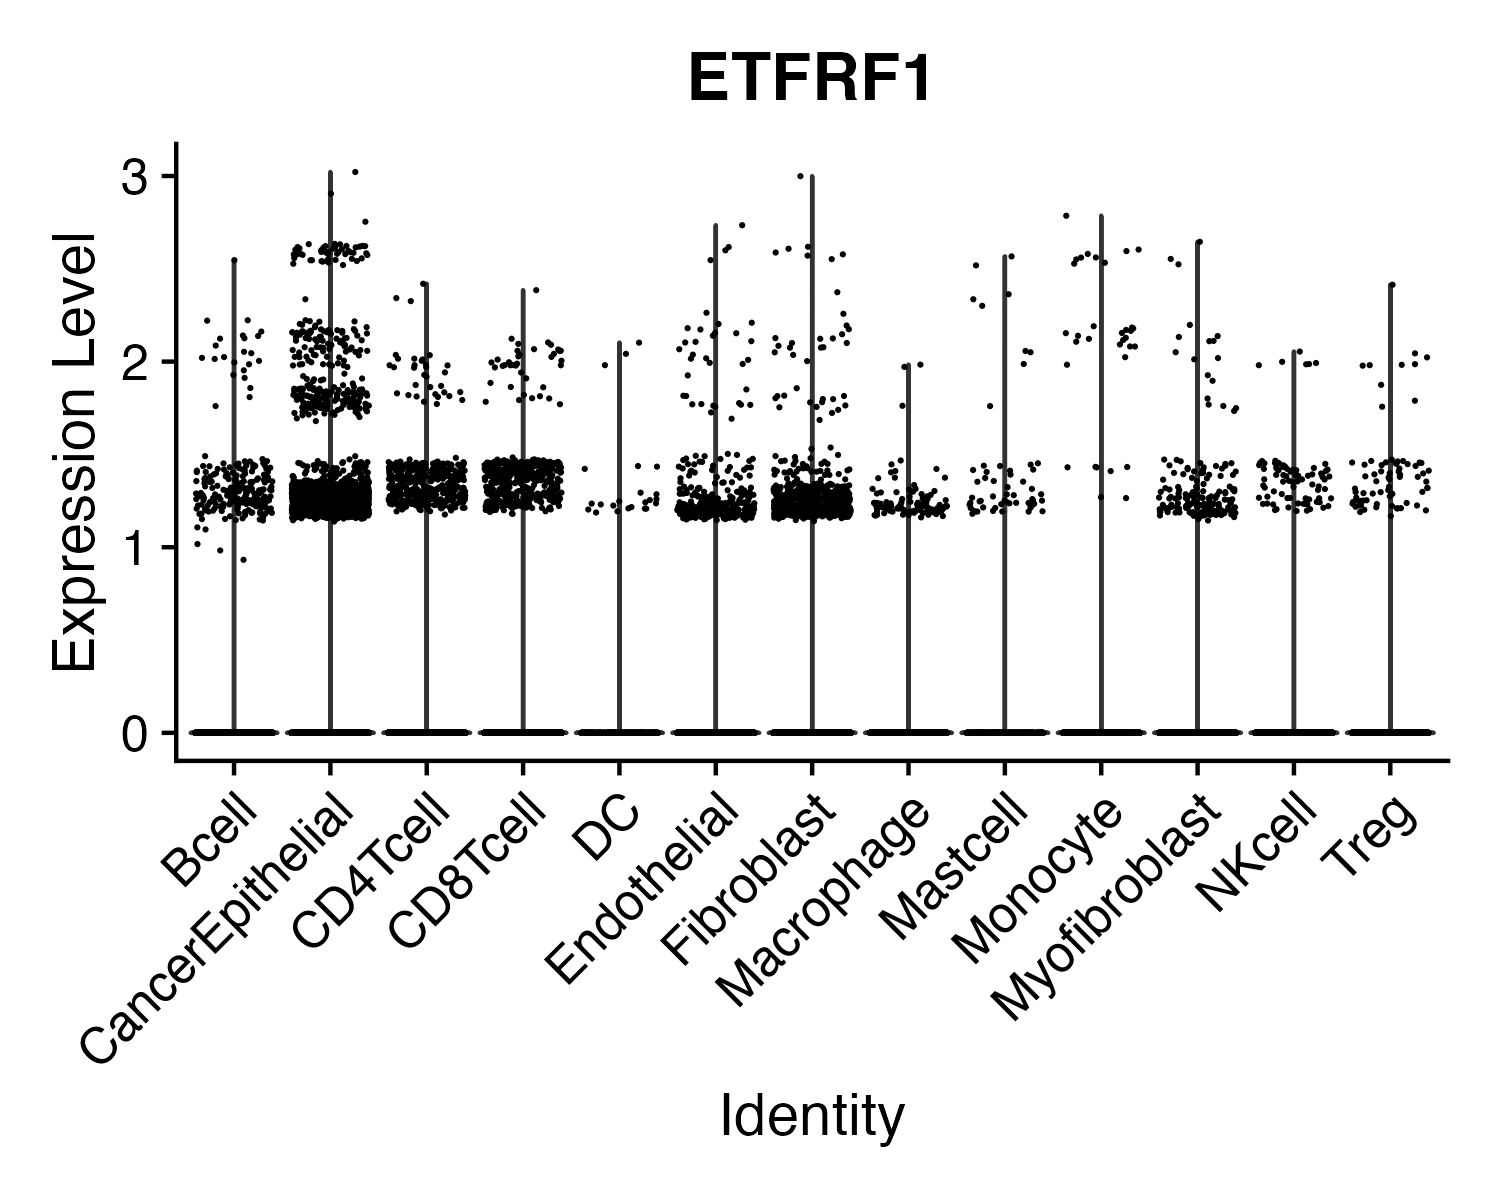 ETFRF1
Expression Level
3
2
1
0
Bcell
CancerEpithelial
CD4Tcell
CD8Tcell
DC
Endothelial
Fibroblast
Macrophage
Mastcell
Monocyte
Myofibroblast
NKcell
Treg
Identity